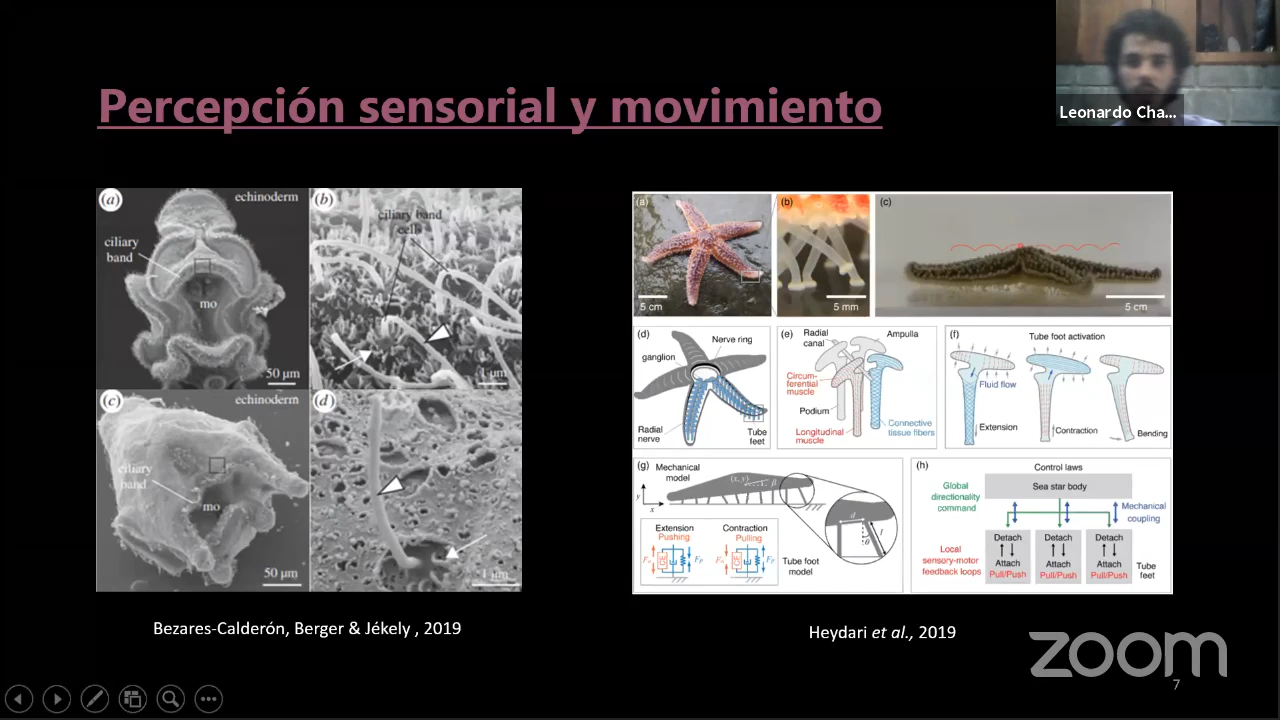 Leonardo Cha...
Percepción sensorial y movimiento
(a)
echinoderm
ciliary
band
mo
50 µm
(b)
ciliary band
cells
1 µm
(c)
echinoderm
ciliary
band
mo
50 µm
(d)
1 µm
Bezares-Calderón, Berger & Jékely , 2019
(a)
5 cm
(b)
5 mm
(c)
5 cm
(d)
Nerve ring
ganglion
Radial
nerve
Tube
feet
(e)
Radial
canal
Ampulla
Circum-
ferential
muscle
Podium
Longitudinal
muscle
Connective
tissue fibers
(f)
Tube foot activation
Fluid flow
Extension
Contraction
Bending
(g)
Mechanical
model
y
x
(x, y)
β
d
θ
l
Extension
Pushing
Contraction
Pulling
Tube foot
model
(h)
Control laws
Global
directionality
command
Sea star body
Mechanical
coupling
Local
sensory-motor
feedback loops
Detach
Attach
Pull/Push
Detach
Attach
Pull/Push
Detach
Attach
Pull/Push
Tube
feet
Heydari et al., 2019
zoom
7